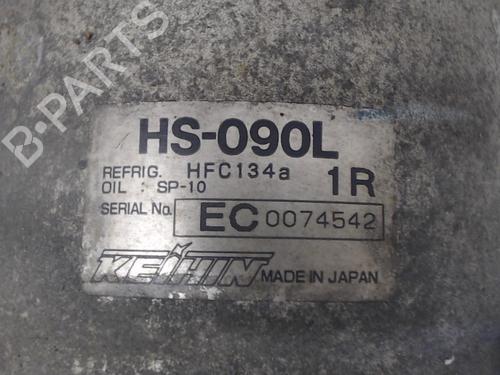 B-PARTS
HS-090L
REFRIG. HFC134a
OIL : SP-10 1R
SERIAL No. EC 0074542
KEIHIN MADE IN JAPAN